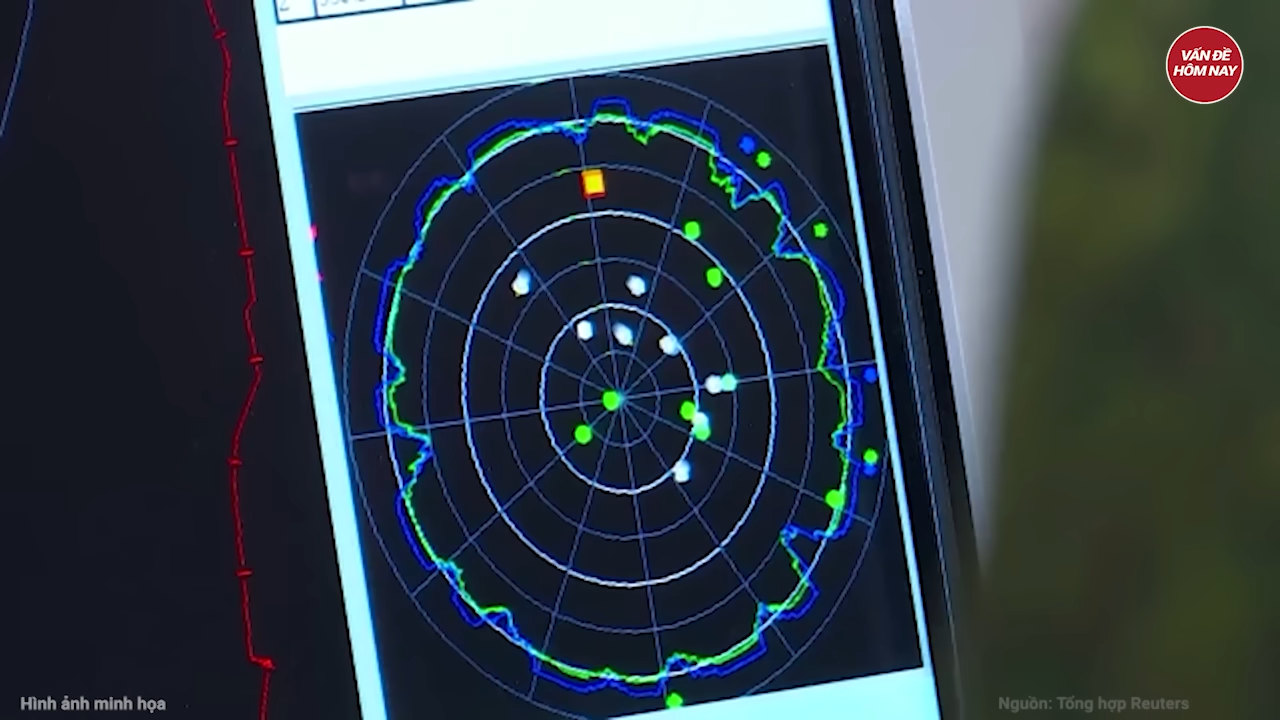 VẤN ĐỀ
HÔM NAY
Hình ảnh minh họa
Nguồn: Tổng hợp Reuters